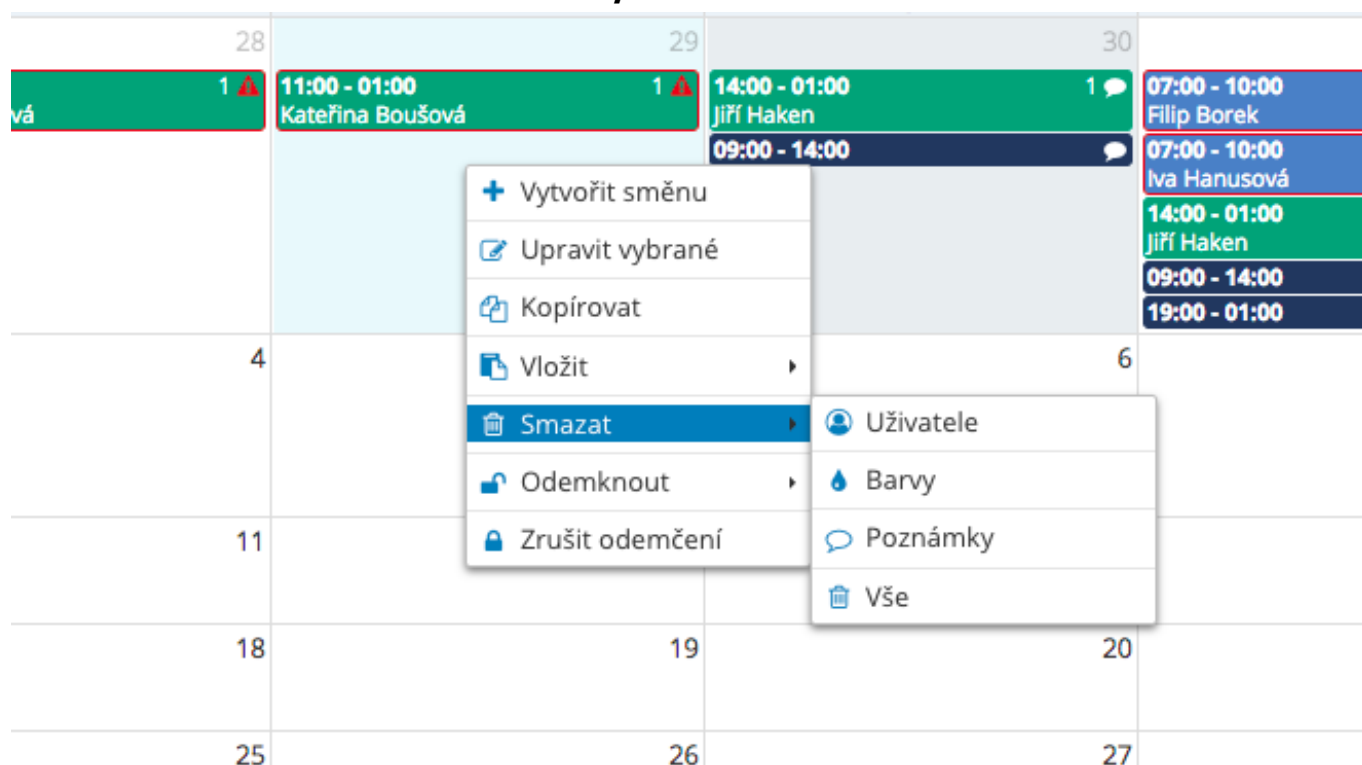 28
29
30
1
vá
11:00 - 01:00
1
Kateřina Boušová
14:00 - 01:00
1
Jiří Haken
09:00 - 14:00
07:00 - 10:00
Filip Borek
07:00 - 10:00
Iva Hanusová
14:00 - 01:00
Jiří Haken
09:00 - 14:00
19:00 - 01:00
Vytvořit směnu
Upravit vybrané
Kopírovat
Vložit
Smazat
Odemknout
Zrušit odemčení
Uživatele
Barvy
Poznámky
Vše
4
6
11
18
19
20
25
26
27